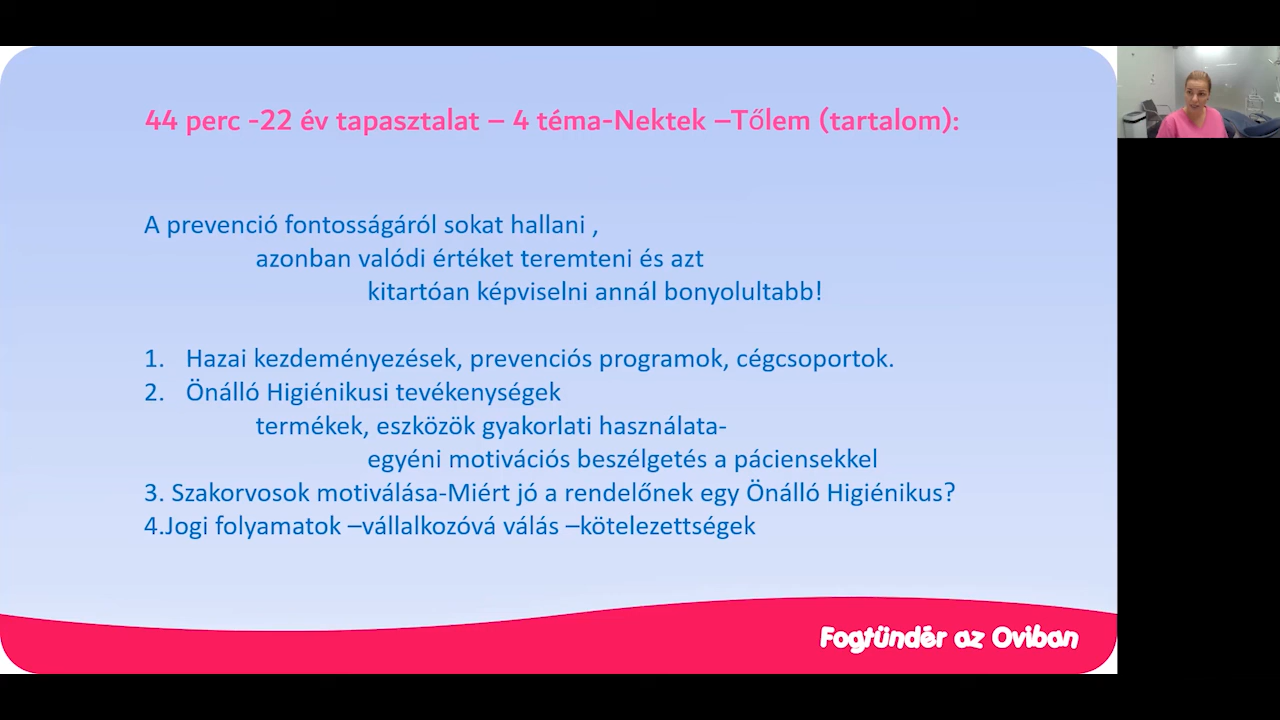 44 perc -22 év tapasztalat – 4 téma-Nektek –Tőlem (tartalom):
A prevenció fontosságáról sokat hallani ,
azonban valódi értéket teremteni és azt
kitartóan képviselni annál bonyolultabb!
1. Hazai kezdeményezések, prevenciós programok, cégcsoportok.
2. Önálló Higiénikusi tevékenységek
termékek, eszközök gyakorlati használata-
egyéni motivációs beszélgetés a páciensekkel
3. Szakorvosok motiválása-Miért jó a rendelőnek egy Önálló Higiénikus?
4.Jogi folyamatok –vállalkozóvá válás –kötelezettségek
Fogtündér az Oviban